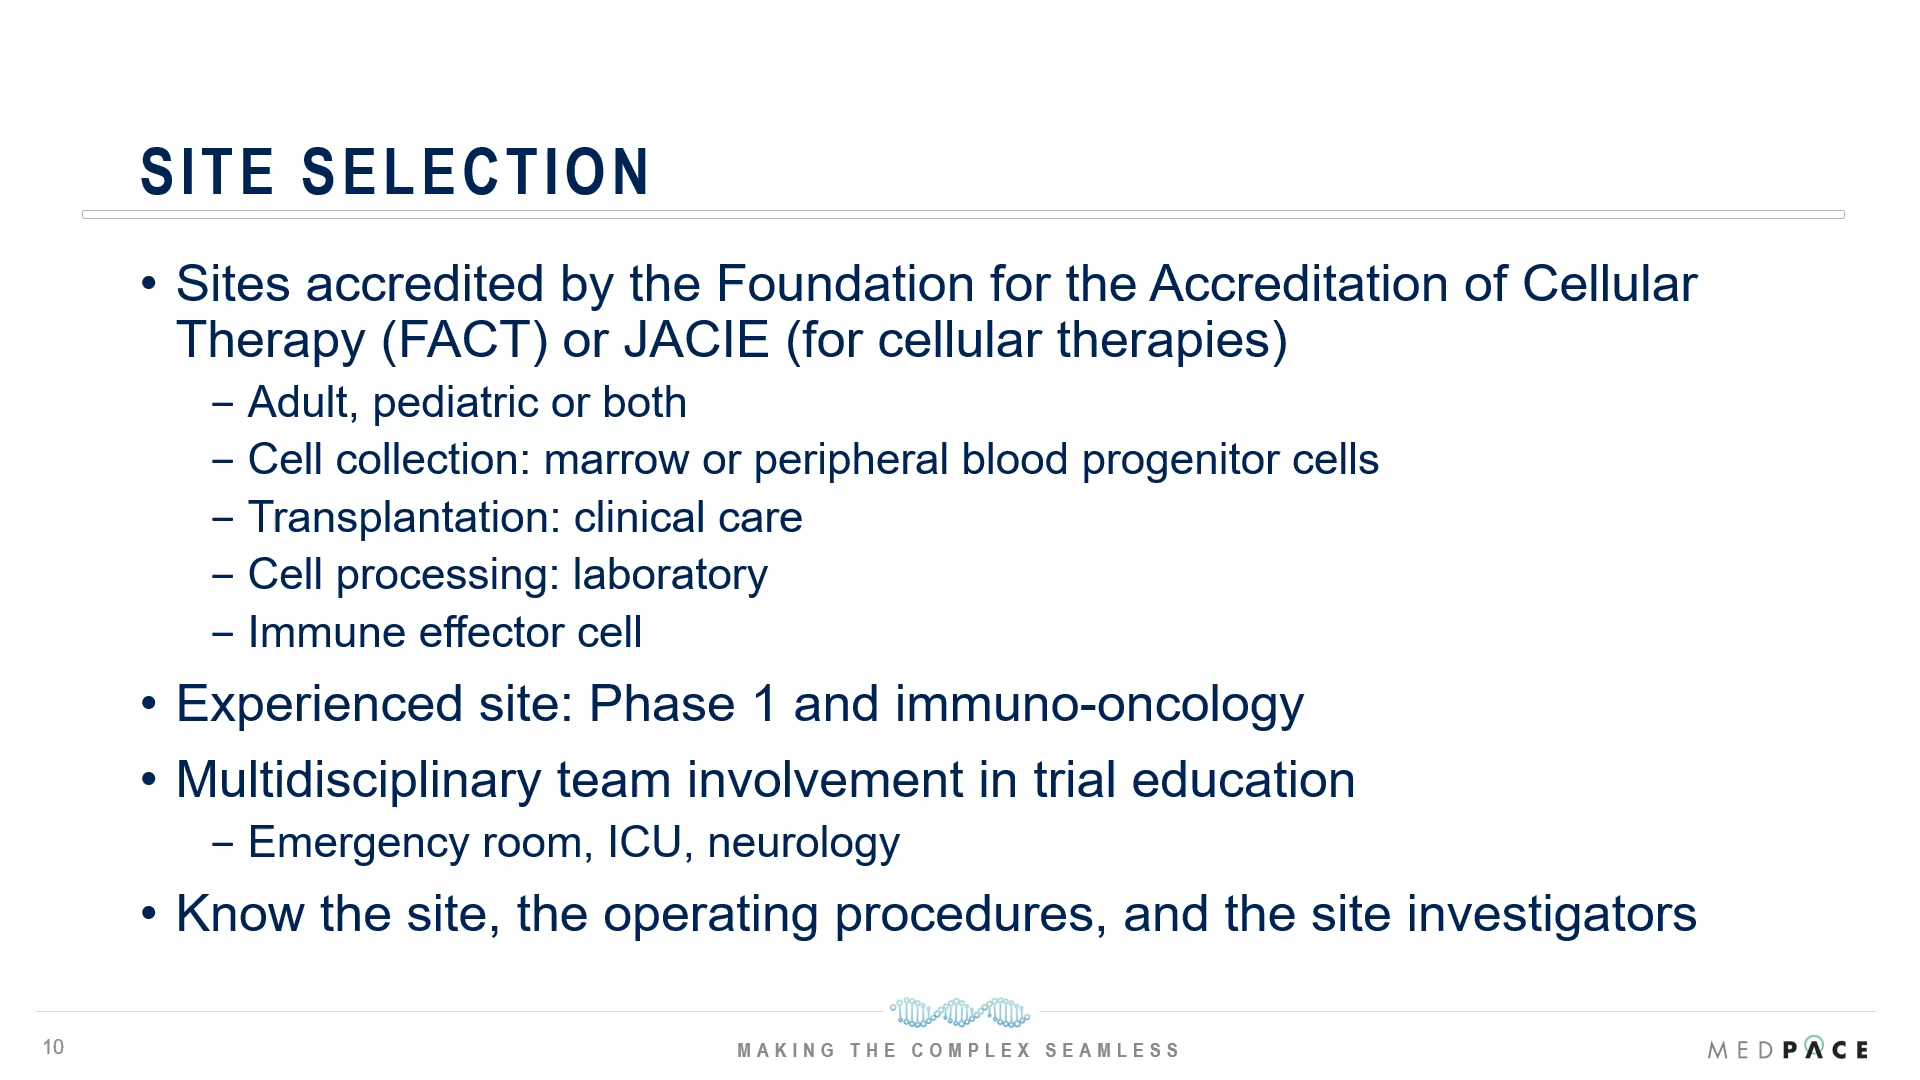 SITE SELECTION
• Sites accredited by the Foundation for the Accreditation of Cellular
Therapy (FACT) or JACIE (for cellular therapies)
– Adult, pediatric or both
– Cell collection: marrow or peripheral blood progenitor cells
– Transplantation: clinical care
– Cell processing: laboratory
– Immune effector cell
• Experienced site: Phase 1 and immuno-oncology
• Multidisciplinary team involvement in trial education
– Emergency room, ICU, neurology
• Know the site, the operating procedures, and the site investigators
10
MAKING THE COMPLEX SEAMLESS
MEDPACE